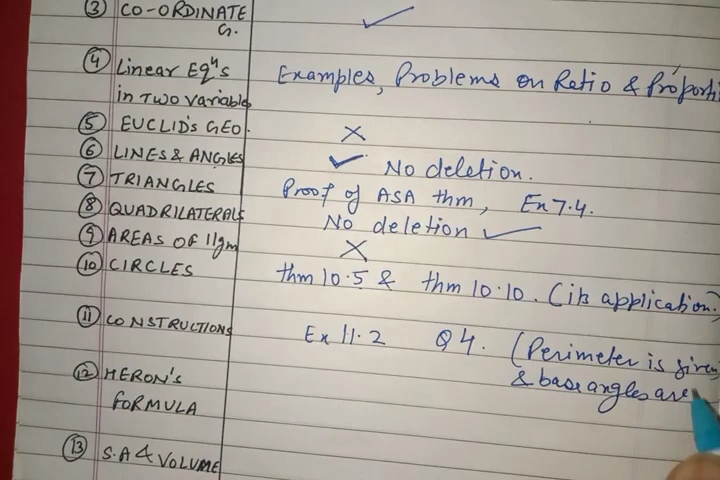 ③ CO-ORDINATE
G. ✓
④ Linear Eqⁿs Examples, Problems on Ratio & Proporti
in Two Variable
⑤ EUCLID's GEO. ✗
⑥ LINES & ANGLES ✓ No deletion.
⑦ TRIANGLES Proof of ASA thm, Ex 7.4.
⑧ QUADRILATERALS No deletion ✓
⑨ AREAS OF llgm ✗
⑩ CIRCLES thm 10.5 & thm 10.10. (its application.)
⑪ CONSTRUCTIONS Ex 11.2 Q4. (Perimeter is given
& base angles are
⑫ HERON'S
FORMULA
⑬ S.A & VOLUME